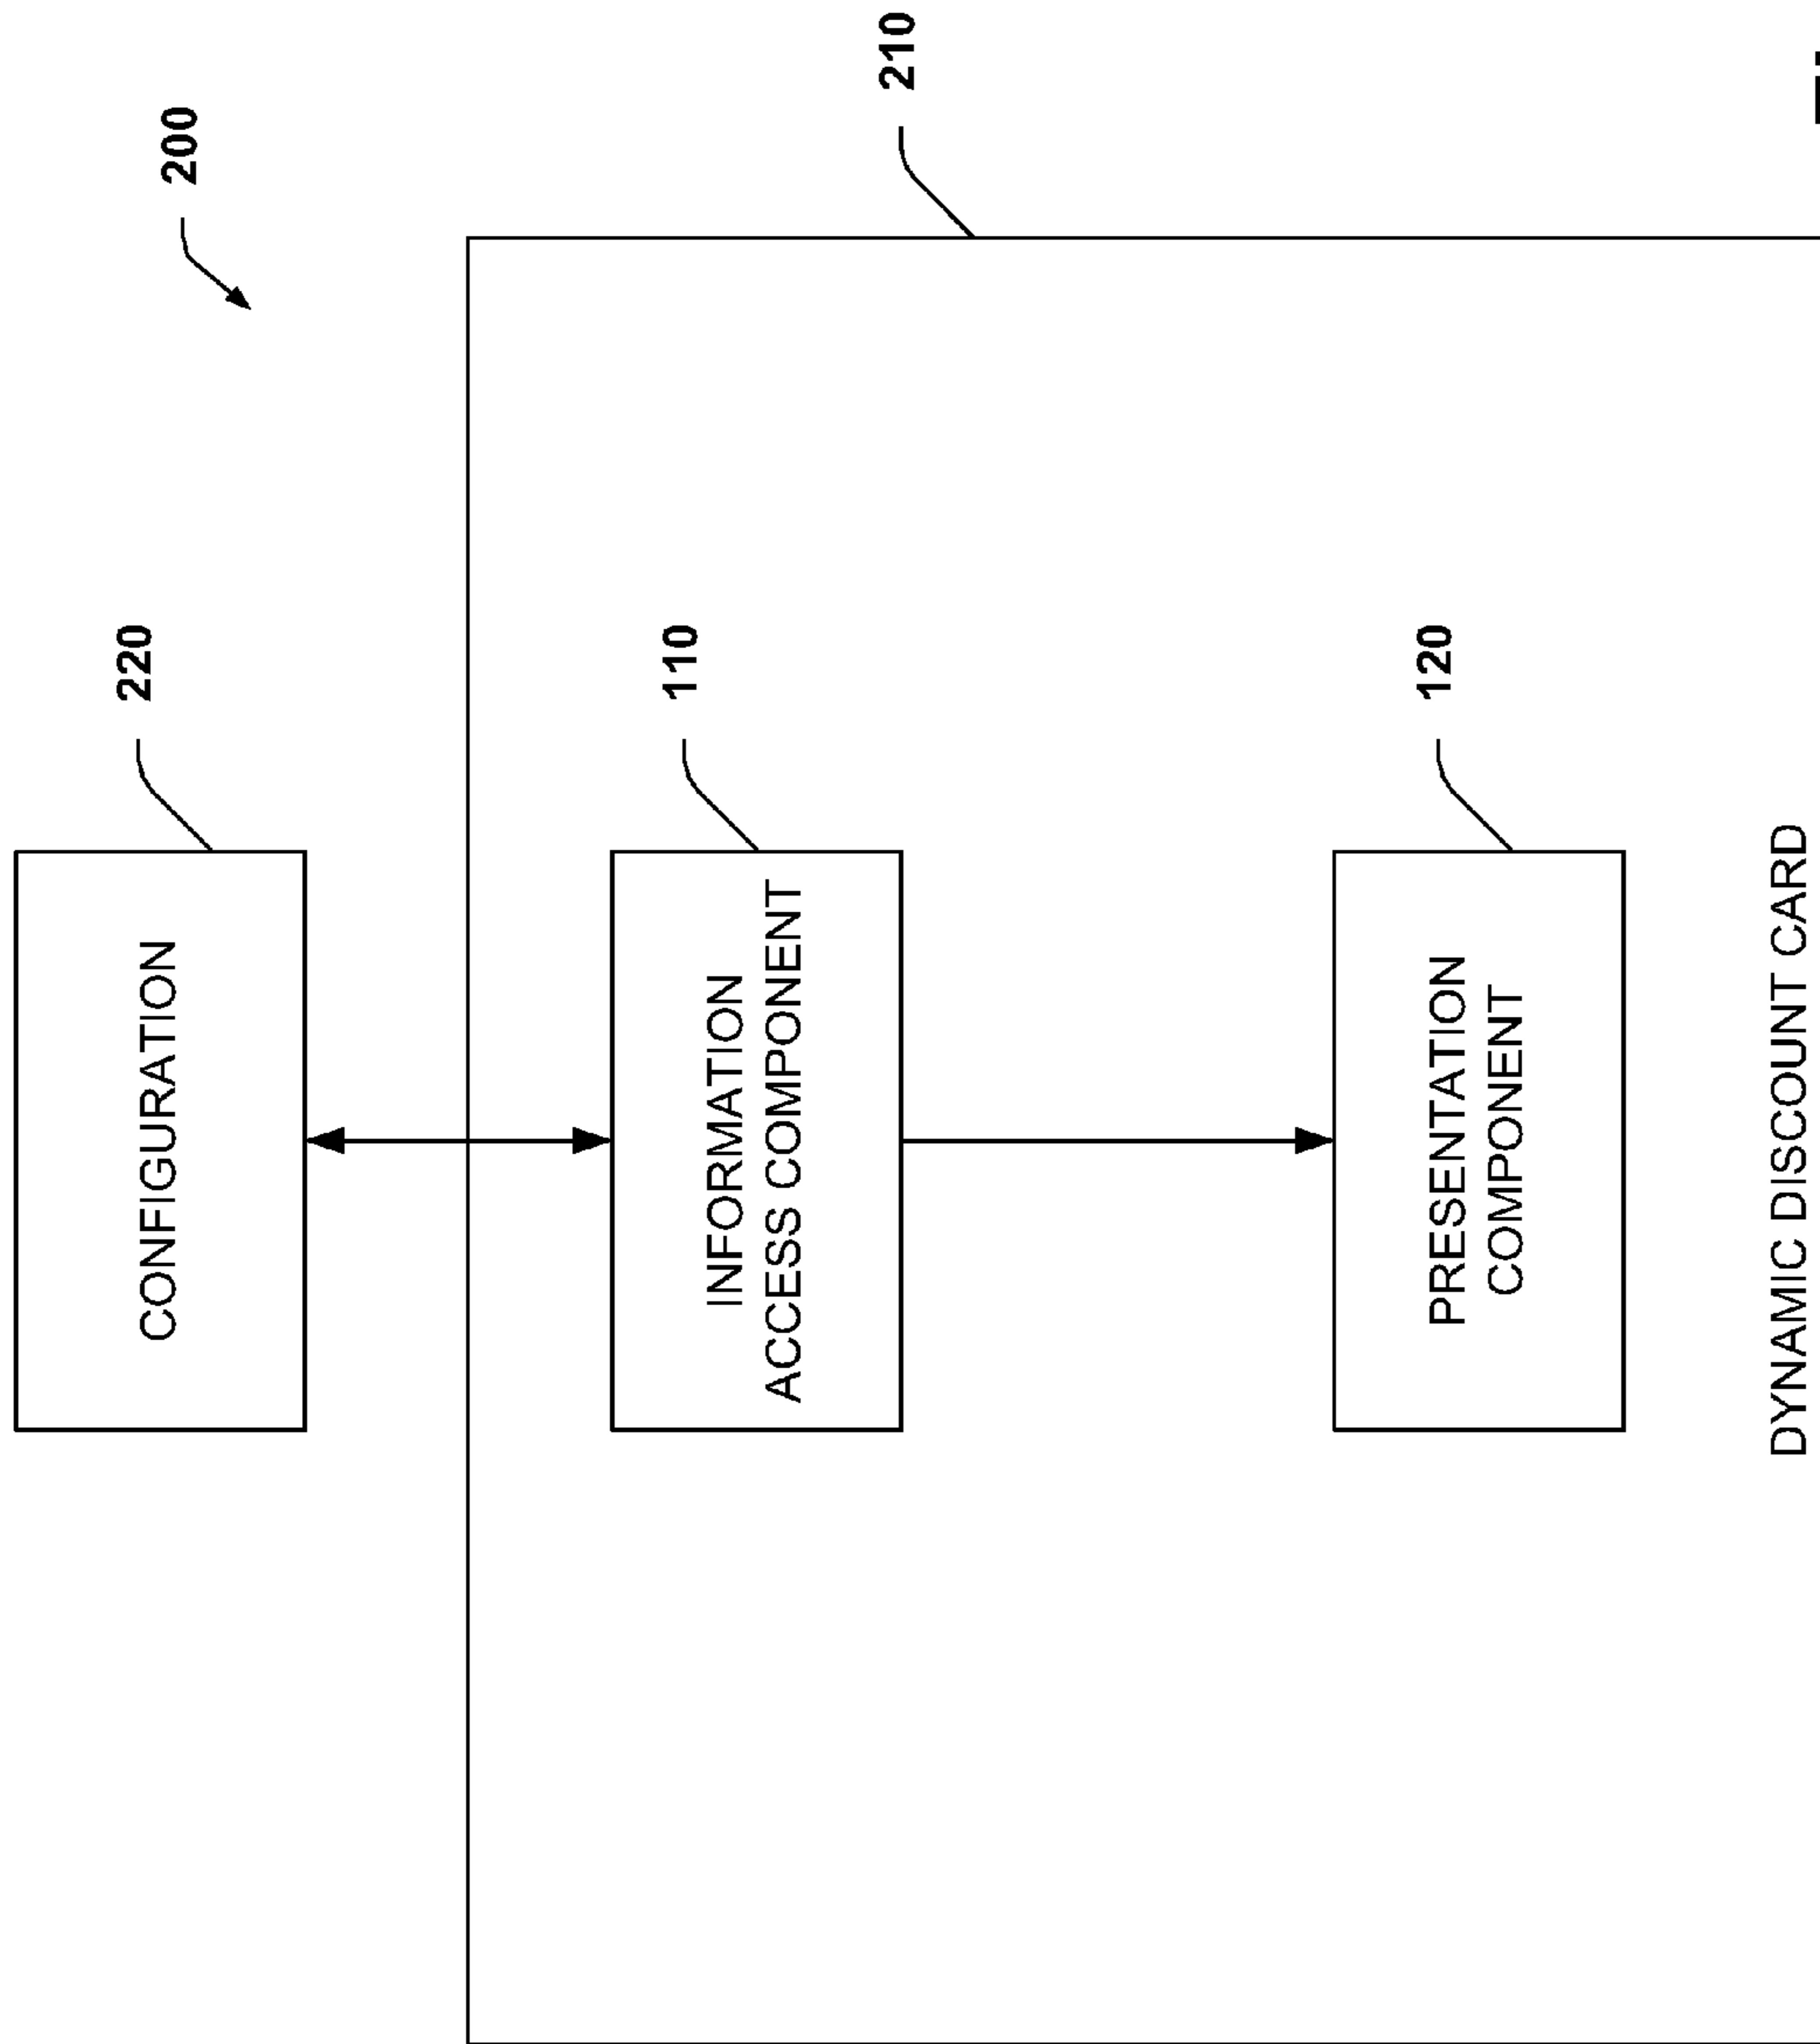 200
220
CONFIGURATION
210
110
INFORMATION
ACCESS COMPONENT
120
PRESENTATION
COMPONENT
DYNAMIC DISCOUNT CARD